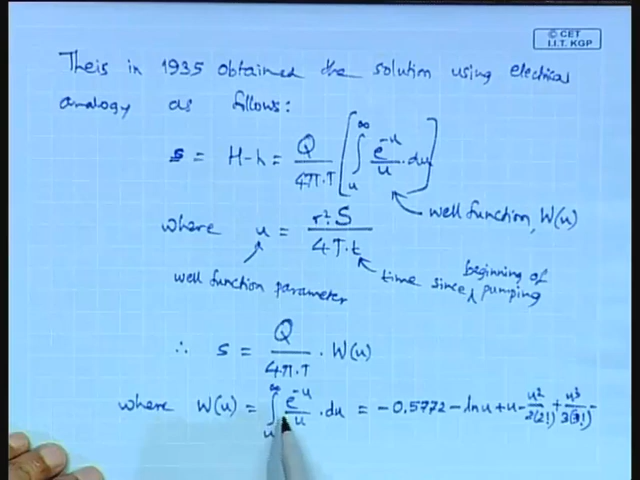 © CET
I.I.T. KGP
Theis in 1935 obtained the solution using electrical
analogy as follows:
s = H-h = Q / 4π.T [ ∫_u^∞ e^-u / u . du ]
well function, W(u)
where u = r².S / 4.T.t
beginning of
time since ∧ pumping
well function parameter
∴ s = Q / 4π.T . W(u)
where W(u) = ∫_u^∞ e^-u / u . du = -0.5772 - ln u + u - u² / 2(2!) + u³ / 3(3!) -